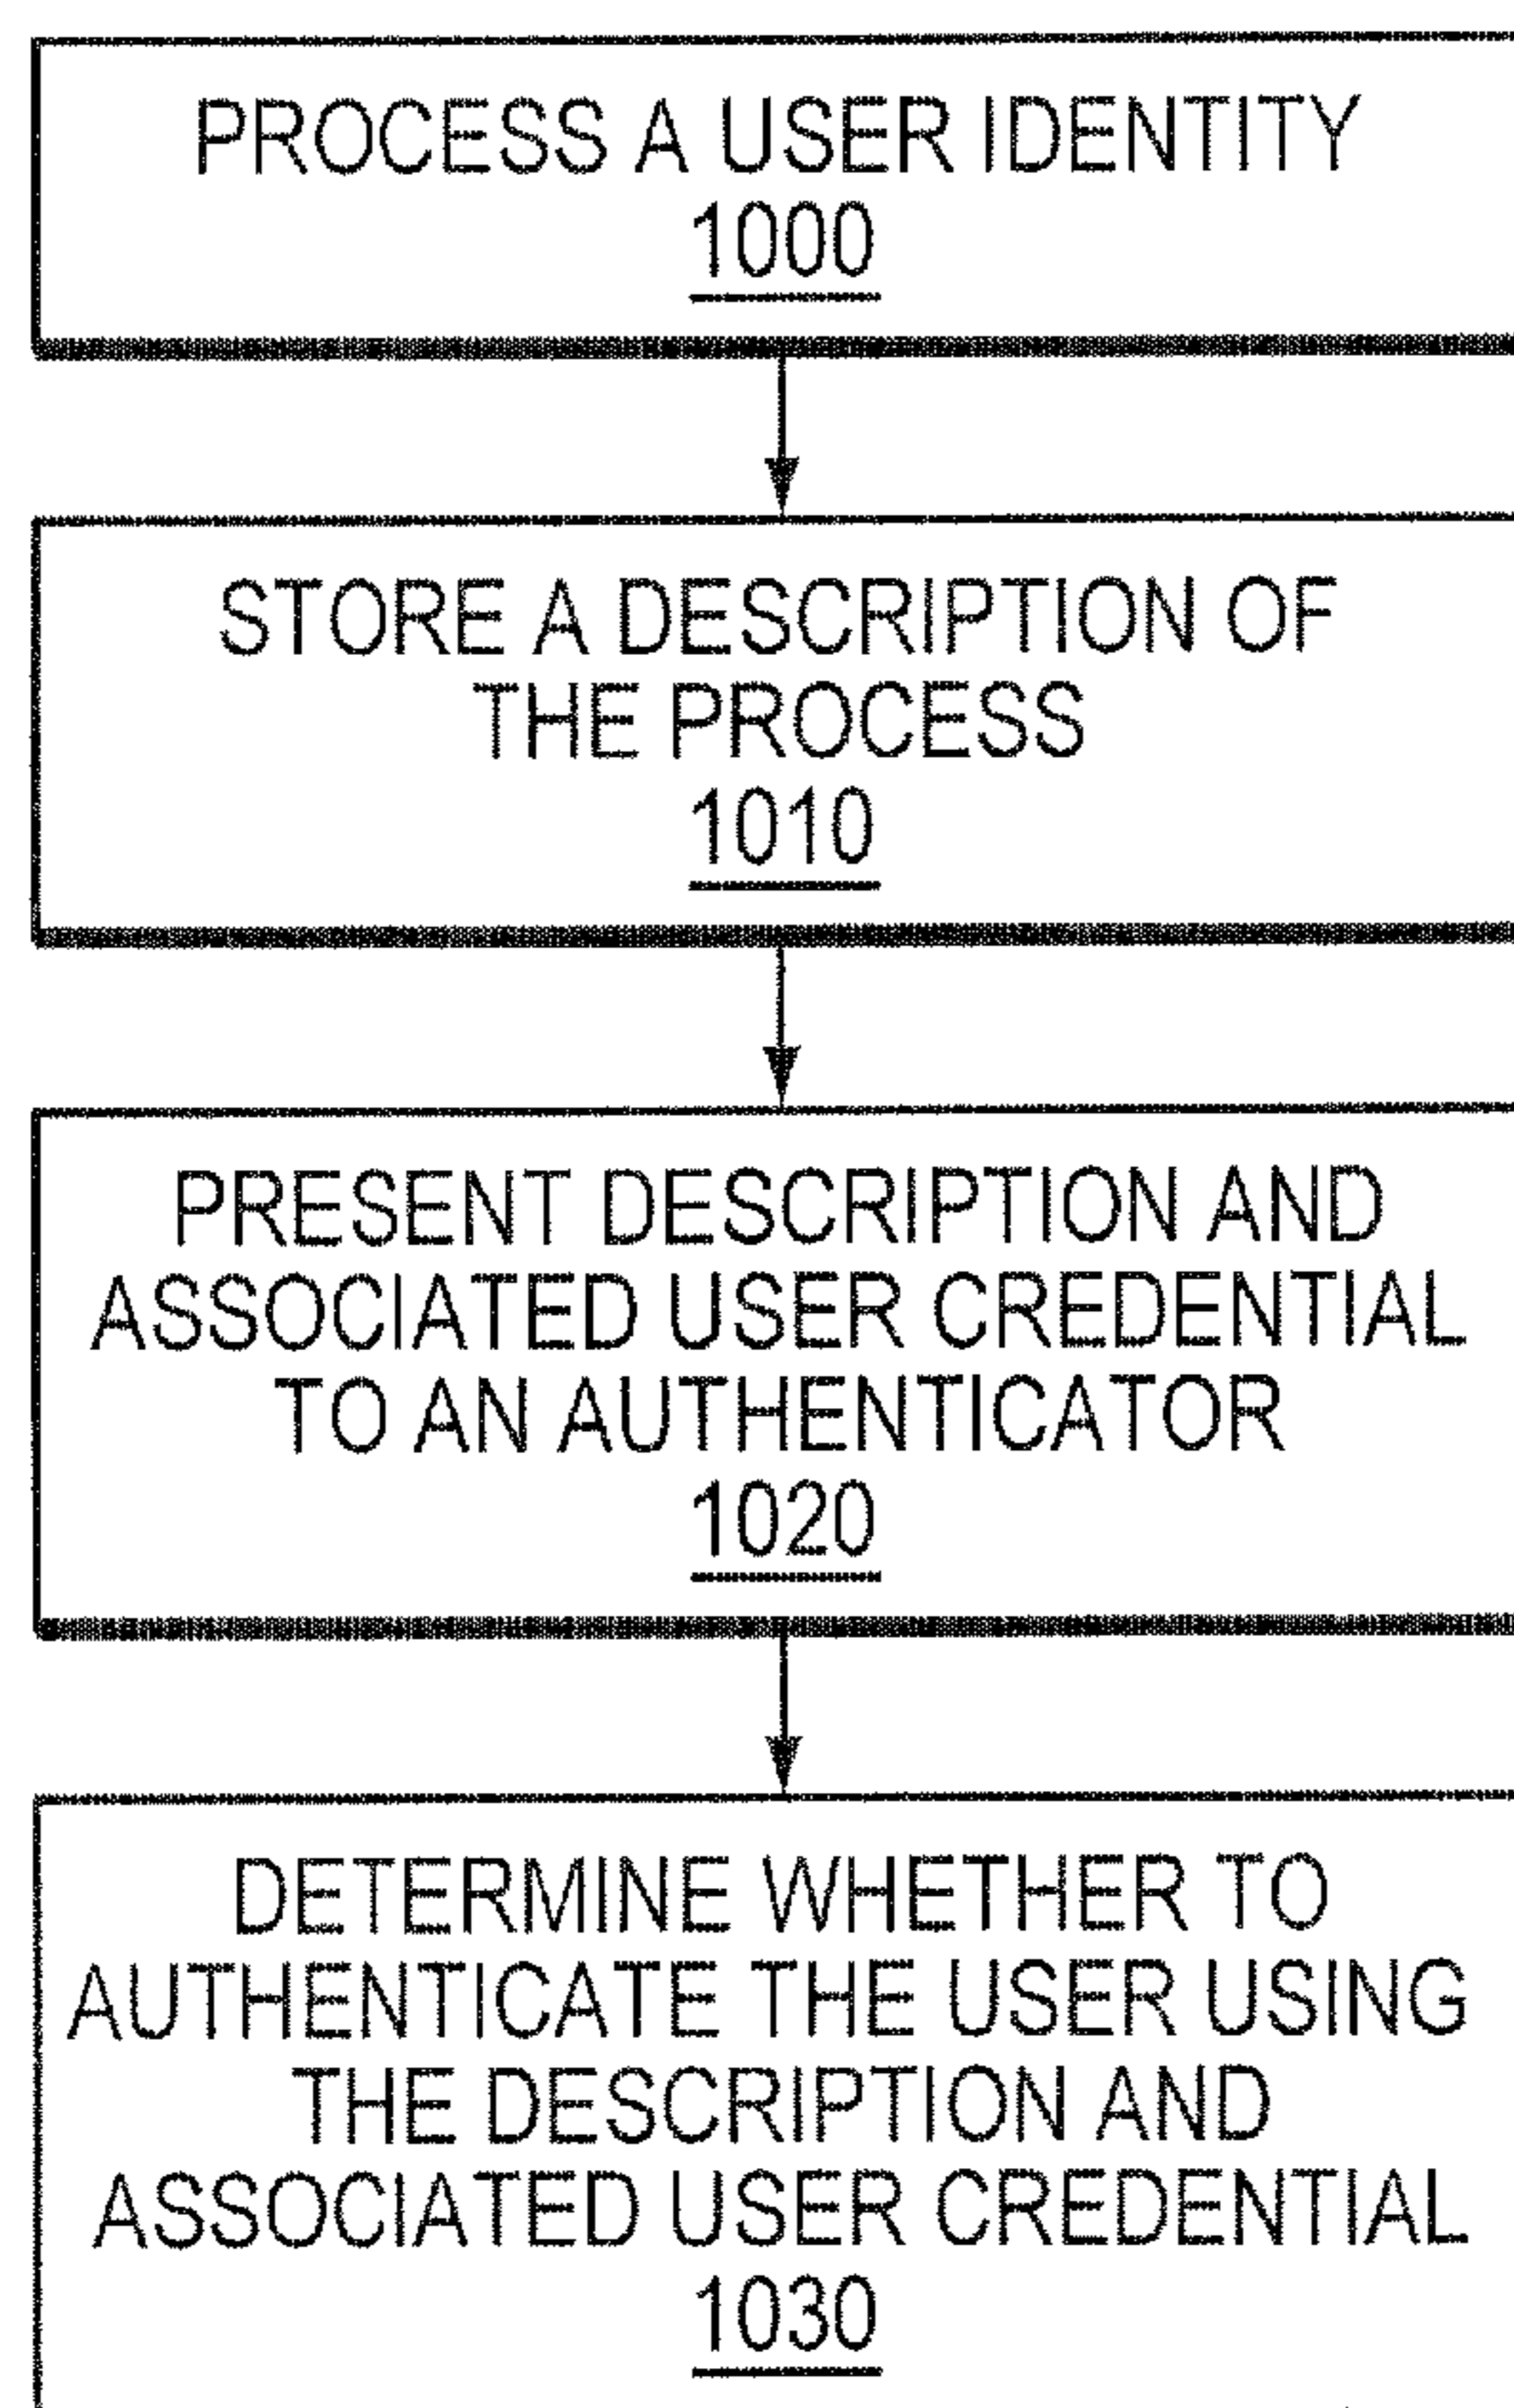 PROCESS A USER IDENTITY
1000
STORE A DESCRIPTION OF
THE PROCESS
1010
PRESENT DESCRIPTION AND
ASSOCIATED USER CREDENTIAL
TO AN AUTHENTICATOR
1020
DETERMINE WHETHER TO
AUTHENTICATE THE USER USING
THE DESCRIPTION AND
ASSOCIATED USER CREDENTIAL
1030